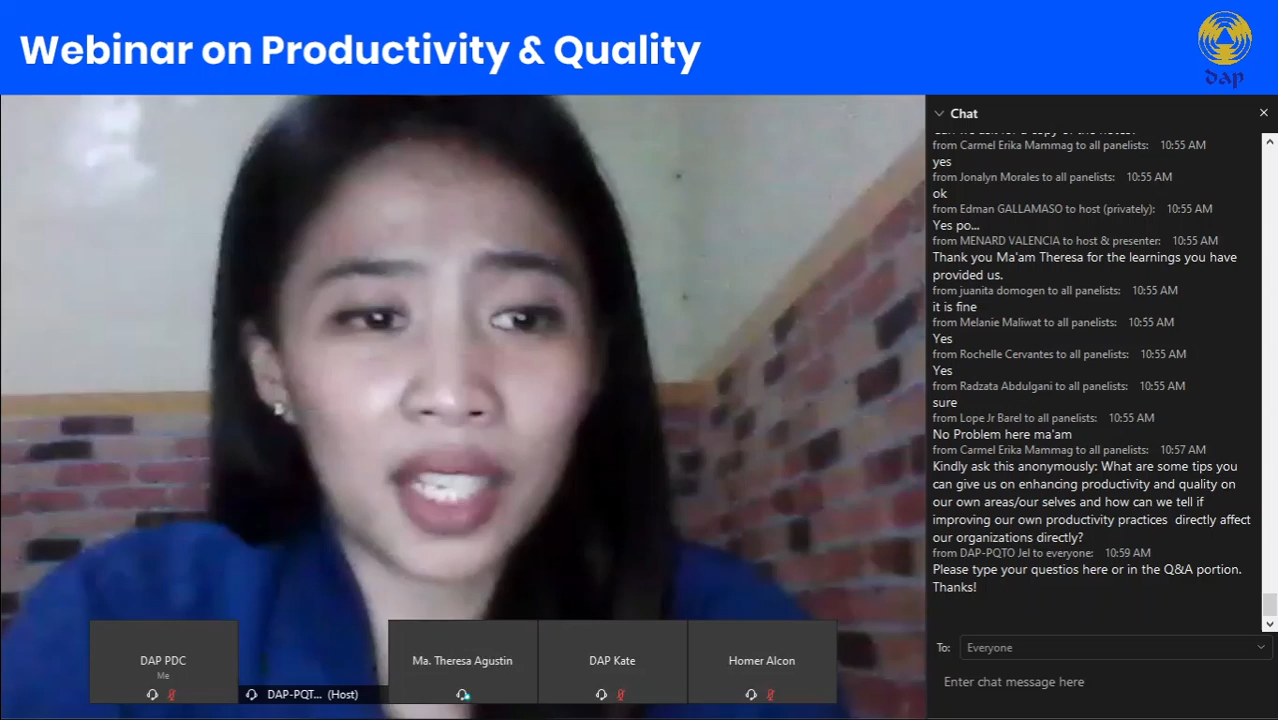 Webinar on Productivity & Quality
dap
Chat
from Carmel Erika Mammag to all panelists: 10:55 AM
yes
from Jonalyn Morales to all panelists: 10:55 AM
ok
from Edman GALLAMASO to host (privately): 10:55 AM
Yes po...
from MENARD VALENCIA to host & presenter: 10:55 AM
Thank you Ma'am Theresa for the learnings you have
provided us.
from juanita domogen to all panelists: 10:55 AM
it is fine
from Melanie Maliwat to all panelists: 10:55 AM
Yes
from Rochelle Cervantes to all panelists: 10:55 AM
Yes
from Radzata Abdulgani to all panelists: 10:55 AM
sure
from Lope Jr Barel to all panelists: 10:55 AM
No Problem here ma'am
from Carmel Erika Mammag to all panelists: 10:57 AM
Kindly ask this anonymously: What are some tips you
can give us on enhancing productivity and quality on
our own areas/our selves and how can we tell if
improving our own productivity practices directly affect
our organizations directly?
from DAP-PQTO Jel to everyone: 10:59 AM
Please type your questios here or in the Q&A portion.
Thanks!
To: Everyone
Enter chat message here
DAP PDC
Me
DAP-PQT... (Host)
Ma. Theresa Agustin
DAP Kate
Homer Alcon